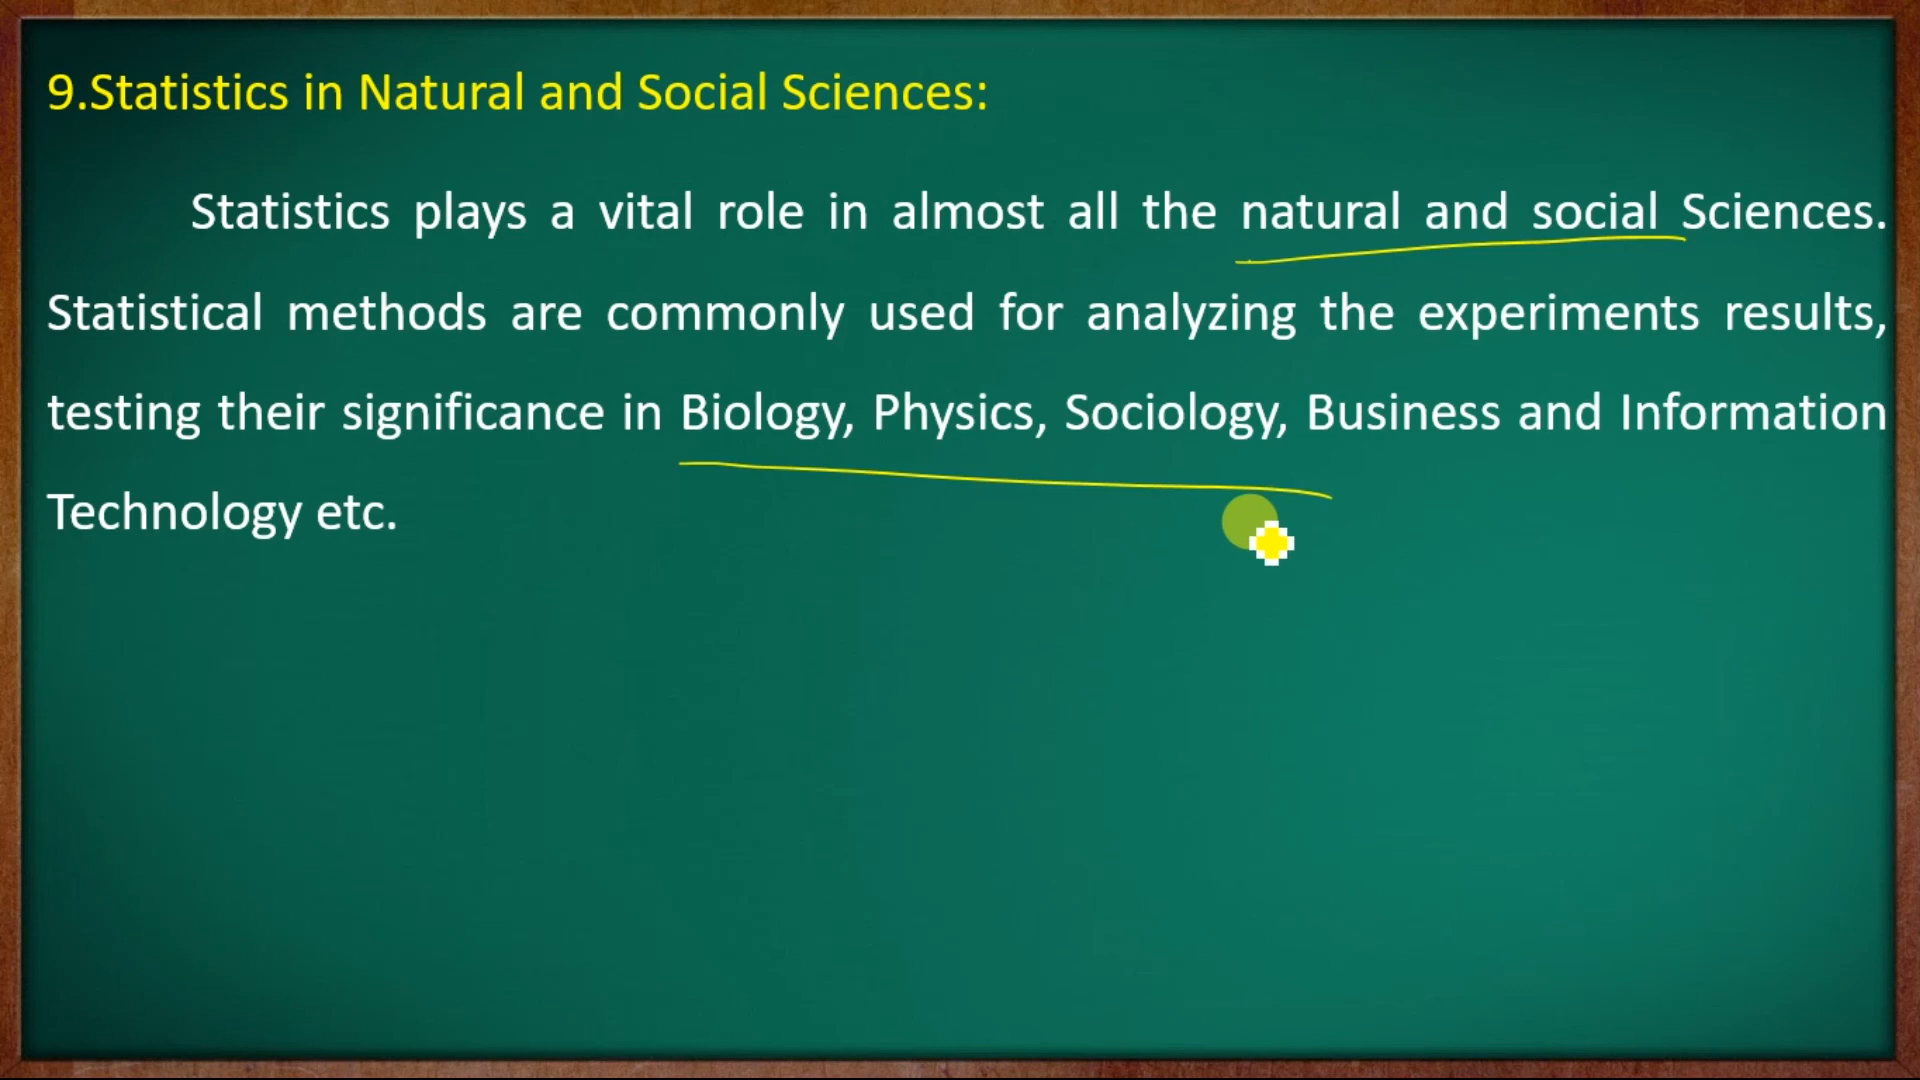 9.Statistics in Natural and Social Sciences:
Statistics plays a vital role in almost all the natural and social Sciences.
Statistical methods are commonly used for analyzing the experiments results,
testing their significance in Biology, Physics, Sociology, Business and Information
Technology etc.